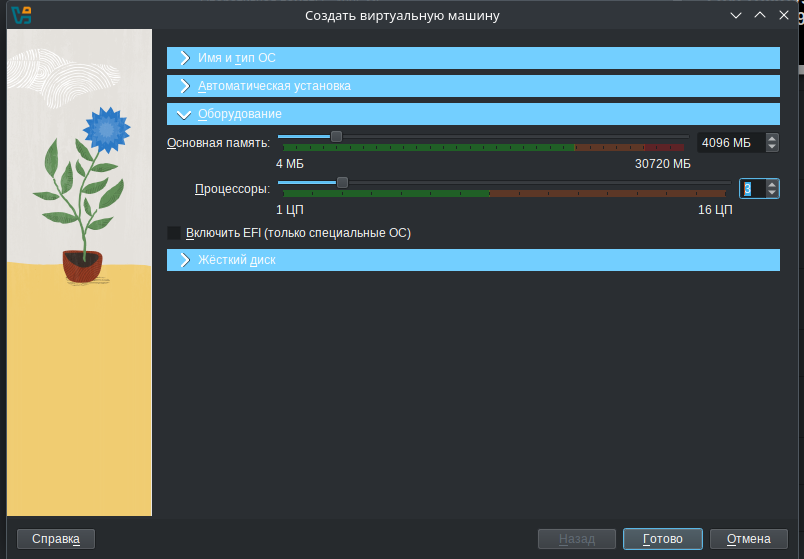 Создать виртуальную машину
Имя и тип ОС
Автоматическая установка
Оборудование
Основная память: 4096 МБ
4 МБ 30720 МБ
Процессоры: 3
1 ЦП 16 ЦП
Включить EFI (только специальные ОС)
Жёсткий диск
Справка Назад Готово Отмена